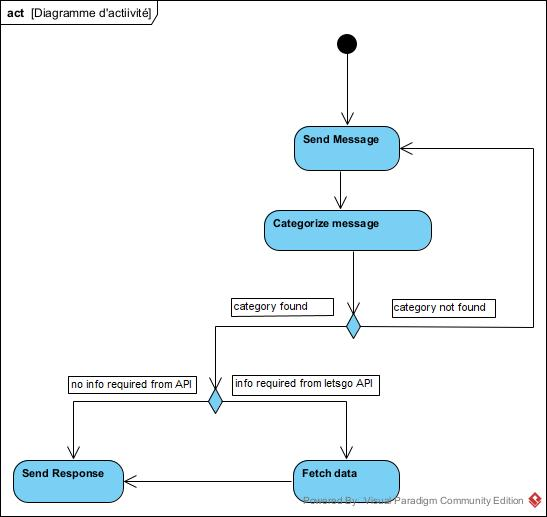 act [Diagramme d'actiivité]
Send Message
Categorize message
category found
category not found
no info required from API
info required from letsgo API
Send Response
Fetch data
Powered By: Visual Paradigm Community Edition